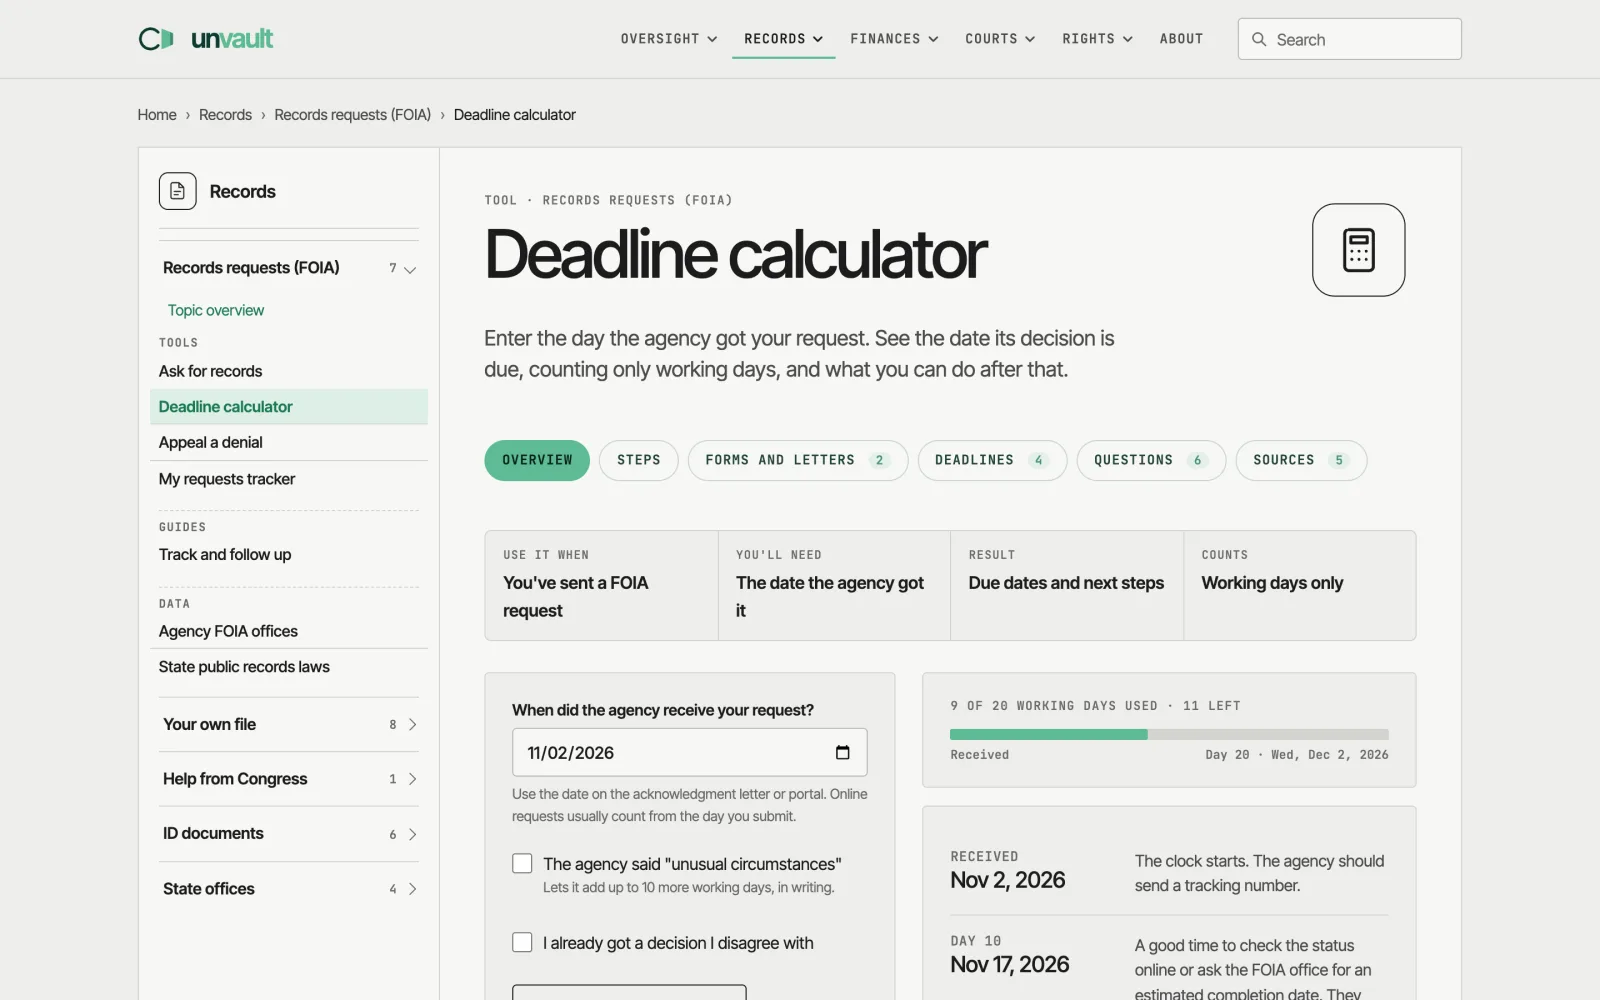 unvault
OVERSIGHT
RECORDS
FINANCES
COURTS
RIGHTS
ABOUT
Search
Home › Records › Records requests (FOIA) › Deadline calculator
Records
Records requests (FOIA) 7
Topic overview
TOOLS
Ask for records
Deadline calculator
Appeal a denial
My requests tracker
GUIDES
Track and follow up
DATA
Agency FOIA offices
State public records laws
Your own file 8
Help from Congress 1
ID documents 6
State offices 4
TOOL · RECORDS REQUESTS (FOIA)
Deadline calculator
Enter the day the agency got your request. See the date its decision is
due, counting only working days, and what you can do after that.
OVERVIEW
STEPS
FORMS AND LETTERS 2
DEADLINES 4
QUESTIONS 6
SOURCES 5
USE IT WHEN
You've sent a FOIA
request
YOU'LL NEED
The date the agency got
it
RESULT
Due dates and next steps
COUNTS
Working days only
When did the agency receive your request?
11/02/2026
Use the date on the acknowledgment letter or portal. Online
requests usually count from the day you submit.
The agency said "unusual circumstances"
Lets it add up to 10 more working days, in writing.
I already got a decision I disagree with
9 OF 20 WORKING DAYS USED · 11 LEFT
Received
Day 20 · Wed, Dec 2, 2026
RECEIVED
Nov 2, 2026
The clock starts. The agency should
send a tracking number.
DAY 10
Nov 17, 2026
A good time to check the status
online or ask the FOIA office for an
estimated completion date. They